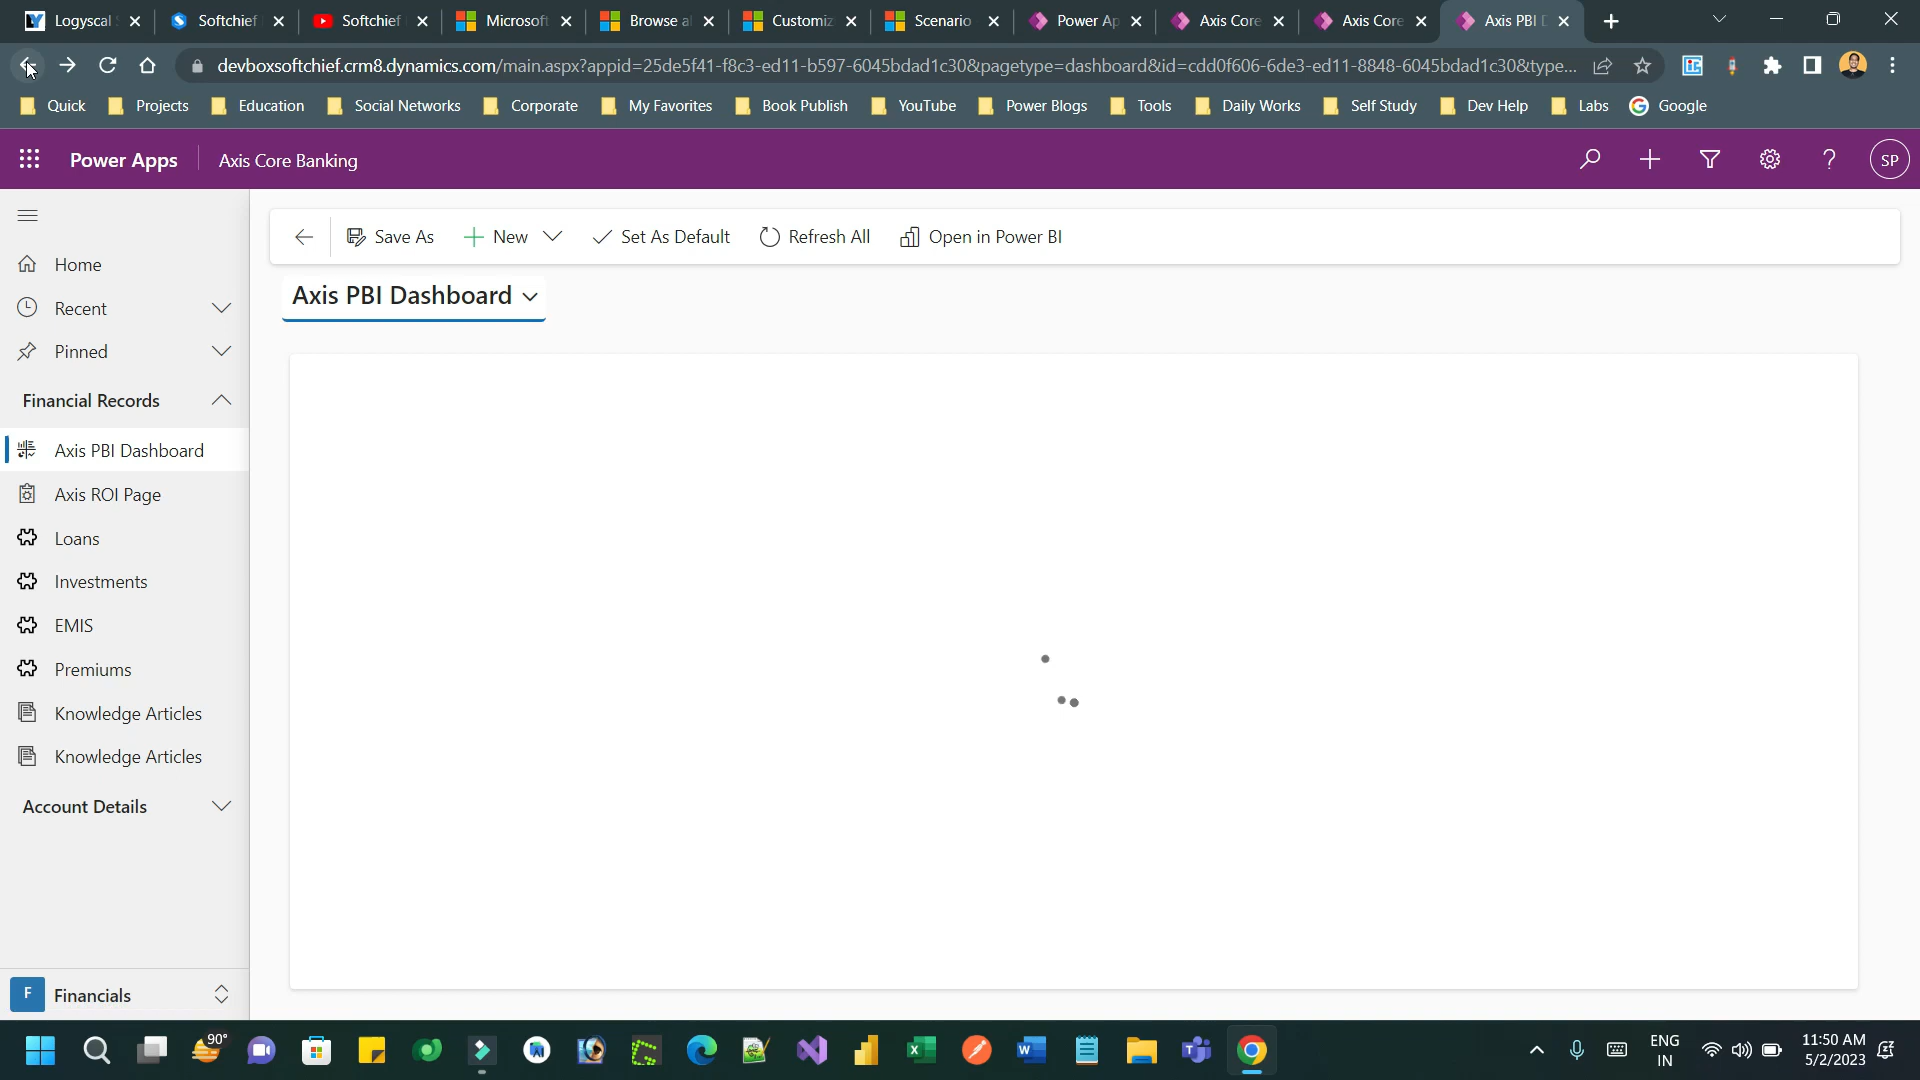 Logyscal
Softchief
Softchief
Microsoft
Browse al
Customiz
Scenario
Power Ap
Axis Core
Axis Core
Axis PBI D
devboxsoftchief.crm8.dynamics.com/main.aspx?appid=25de5f41-f8c3-ed11-b597-6045bdad1c30&pagetype=dashboard&id=cdd0f606-6de3-ed11-8848-6045bdad1c30&type...
Quick
Projects
Education
Social Networks
Corporate
My Favorites
Book Publish
YouTube
Power Blogs
Tools
Daily Works
Self Study
Dev Help
Labs
Google
Power Apps
Axis Core Banking
SP
Save As
New
Set As Default
Refresh All
Open in Power BI
Axis PBI Dashboard
Home
Recent
Pinned
Financial Records
Axis PBI Dashboard
Axis ROI Page
Loans
Investments
EMIS
Premiums
Knowledge Articles
Knowledge Articles
Account Details
F
Financials
90°
ENG
IN
11:50 AM
5/2/2023